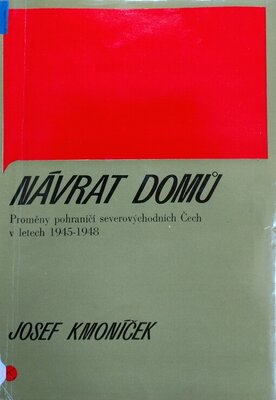 NÁVRAT DOMŮ
Proměny pohraničí severovýchodních Čech
v letech 1945-1948
JOSEF KMONÍČEK